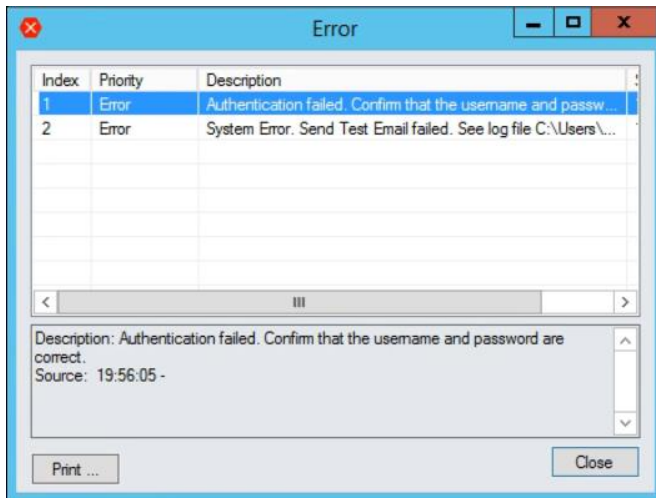 Error
Index Priority Description
1 Error Authentication failed. Confirm that the username and passw...
2 Error System Error. Send Test Email failed. See log file C:\Users\...
Description: Authentication failed. Confirm that the username and password are
correct.
Source: 19:56:05 -
Print ...
Close